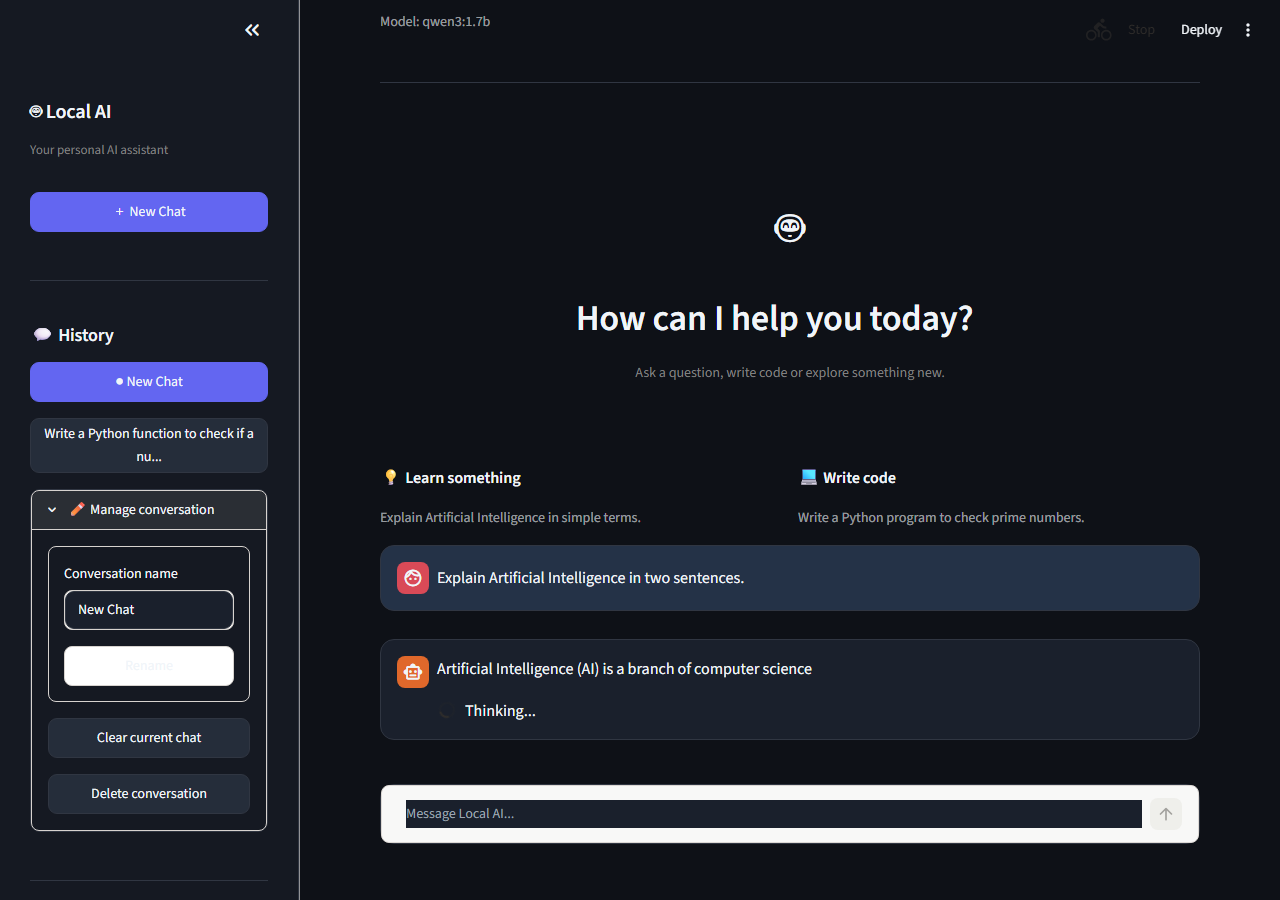 Local AI
Your personal AI assistant
+ New Chat
History
New Chat
Write a Python function to check if a
nu...
Manage conversation
Conversation name
New Chat
Rename
Clear current chat
Delete conversation
Model: qwen3:1.7b
Stop
Deploy
How can I help you today?
Ask a question, write code or explore something new.
Learn something
Explain Artificial Intelligence in simple terms.
Write code
Write a Python program to check prime numbers.
Explain Artificial Intelligence in two sentences.
Artificial Intelligence (AI) is a branch of computer science
Thinking...
Message Local AI...